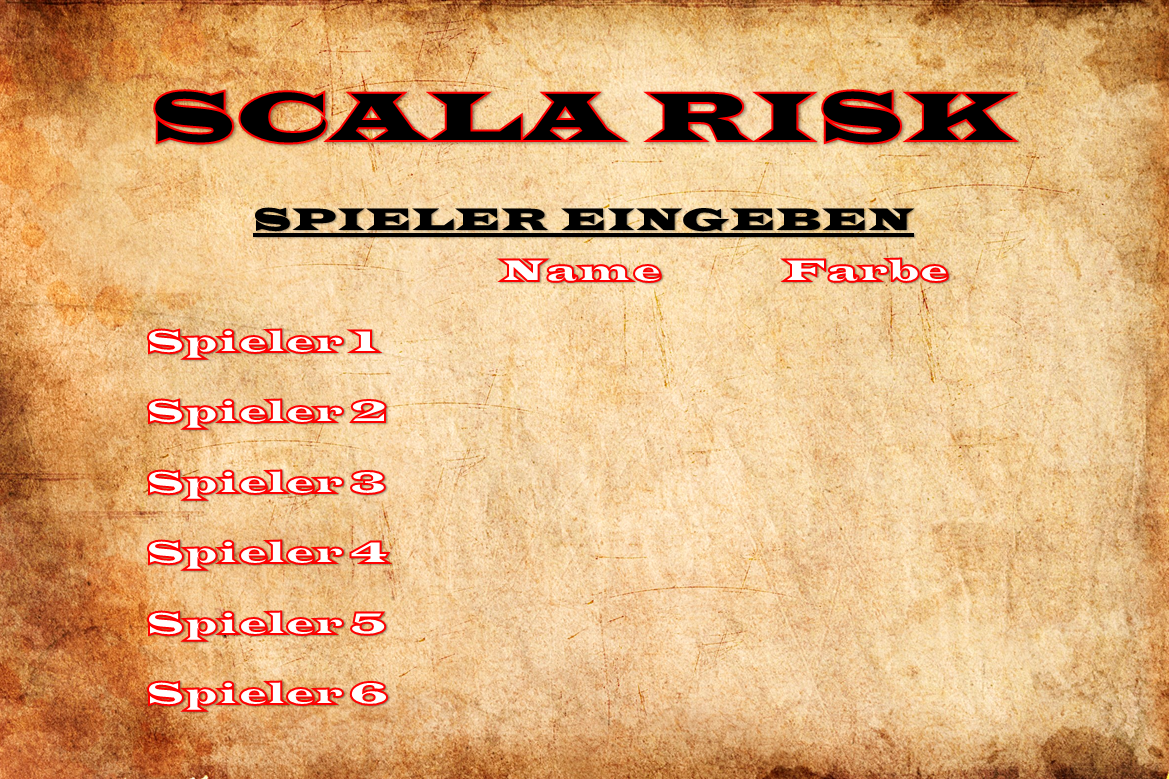 SCALA RISK
SPIELER EINGEBEN
Name Farbe
Spieler 1
Spieler 2
Spieler 3
Spieler 4
Spieler 5
Spieler 6